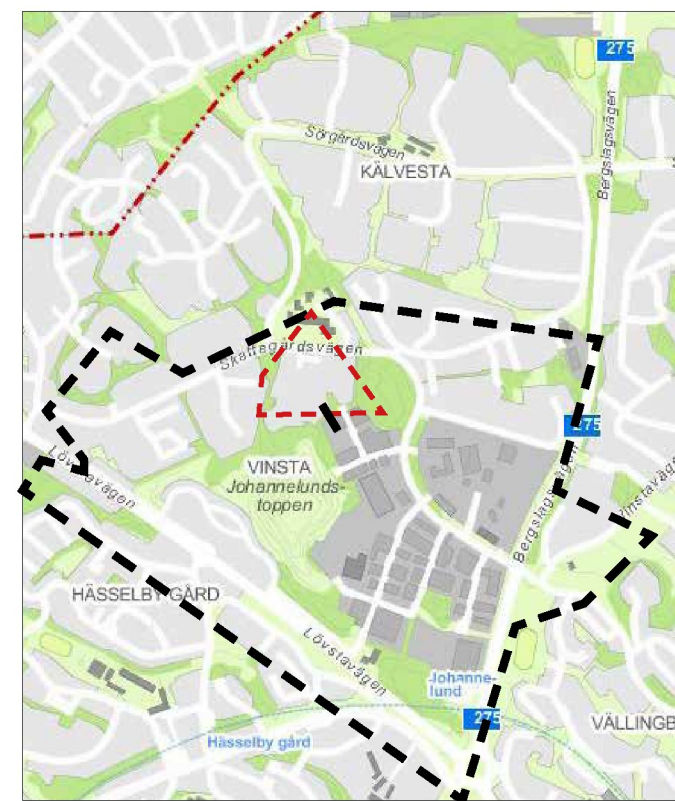 275
Sörgårdsvägen
KÄLVESTA
Bergslagsvägen
Skattegårdsvägen
275
Lövstavägen
VINSTA
Johannelunds-
toppen
Vinstavägen
Bergslagsvägen
HÄSSELBY GÅRD
Lövstavägen
Johanne-
lund
275
VÄLLINGB
Hässelby gård